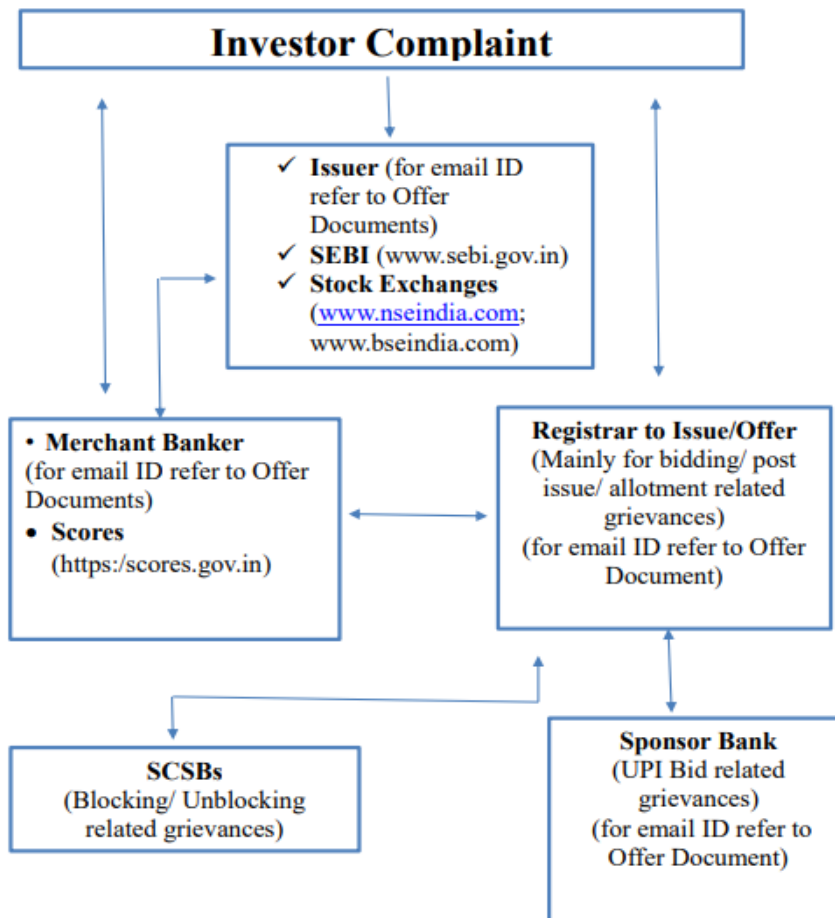 Investor Complaint
✓ Issuer (for email ID
refer to Offer
Documents)
✓ SEBI (www.sebi.gov.in)
✓ Stock Exchanges
(www.nseindia.com;
www.bseindia.com)
• Merchant Banker
(for email ID refer to Offer
Documents)
• Scores
(https:/scores.gov.in)
Registrar to Issue/Offer
(Mainly for bidding/ post
issue/ allotment related
grievances)
(for email ID refer to Offer
Document)
SCSBs
(Blocking/ Unblocking
related grievances)
Sponsor Bank
(UPI Bid related
grievances)
(for email ID refer to
Offer Document)